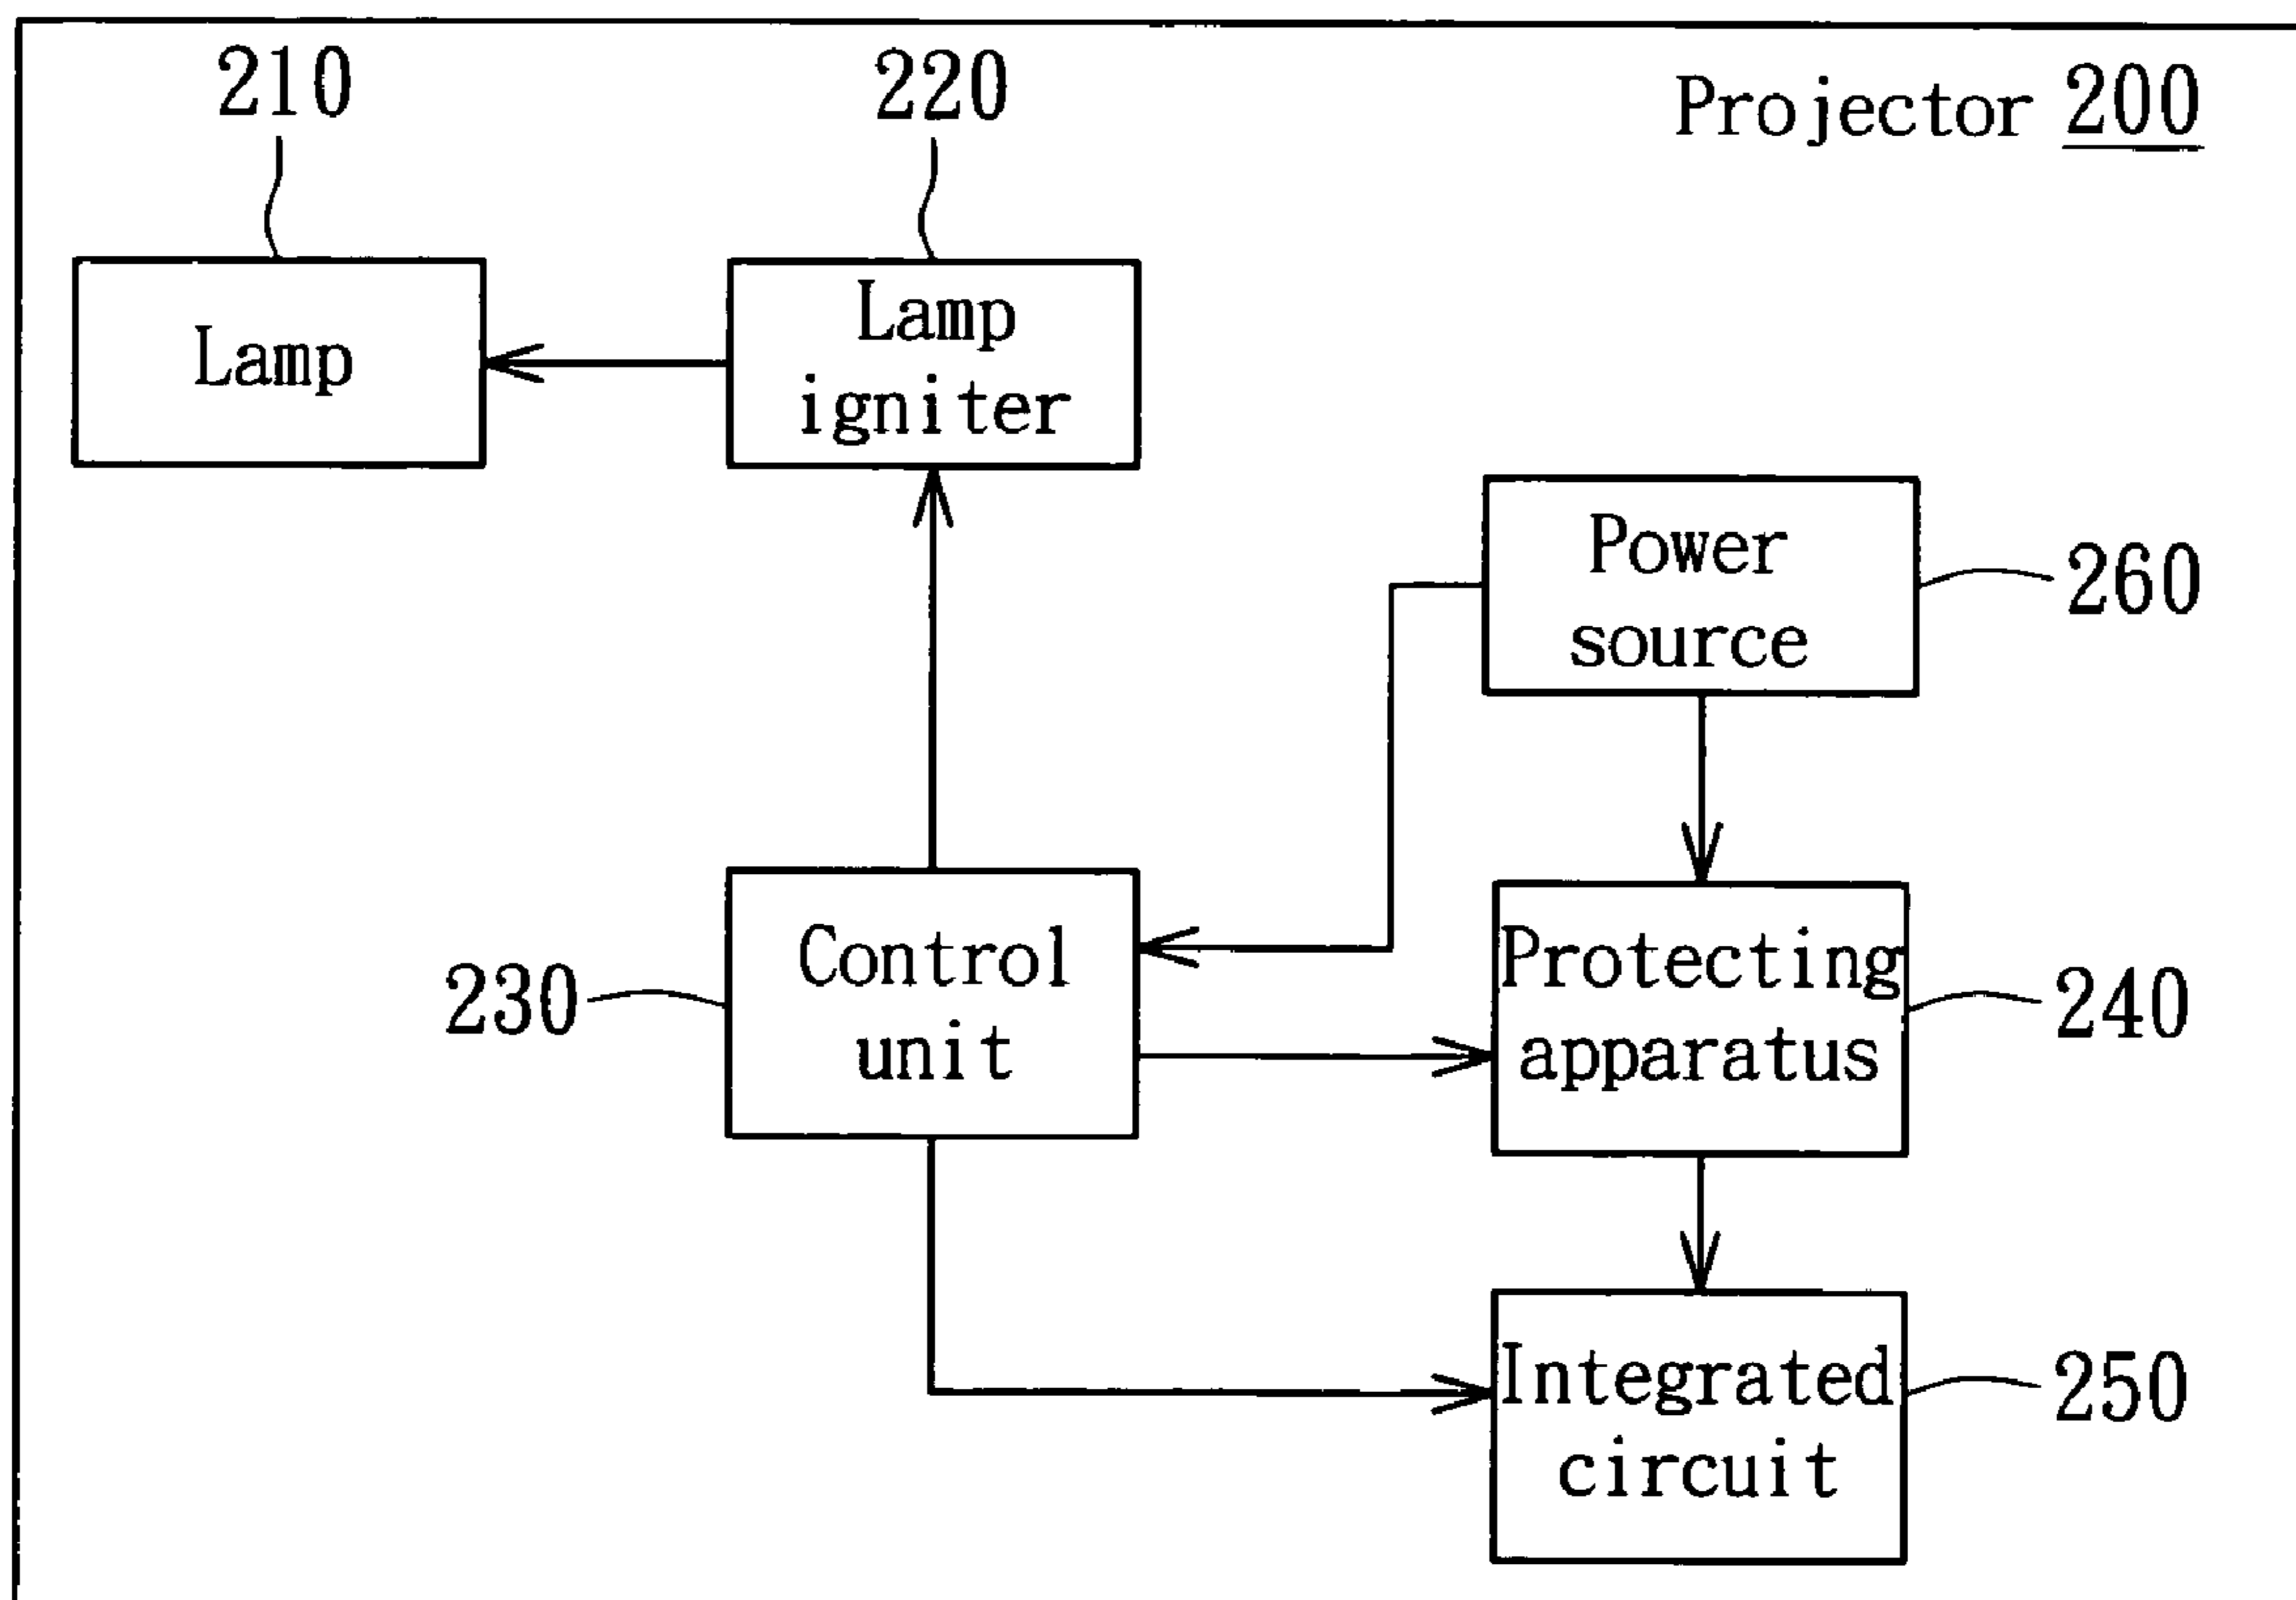 210
220
Projector 200
Lamp
Lamp
igniter
Power
source
260
230
Control
unit
Protecting
apparatus
240
Integrated
circuit
250